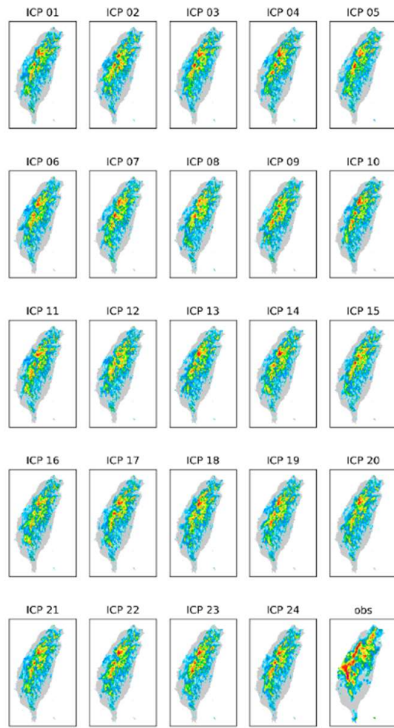 ICP 01 ICP 02 ICP 03 ICP 04 ICP 05
ICP 06 ICP 07 ICP 08 ICP 09 ICP 10
ICP 11 ICP 12 ICP 13 ICP 14 ICP 15
ICP 16 ICP 17 ICP 18 ICP 19 ICP 20
ICP 21 ICP 22 ICP 23 ICP 24 obs